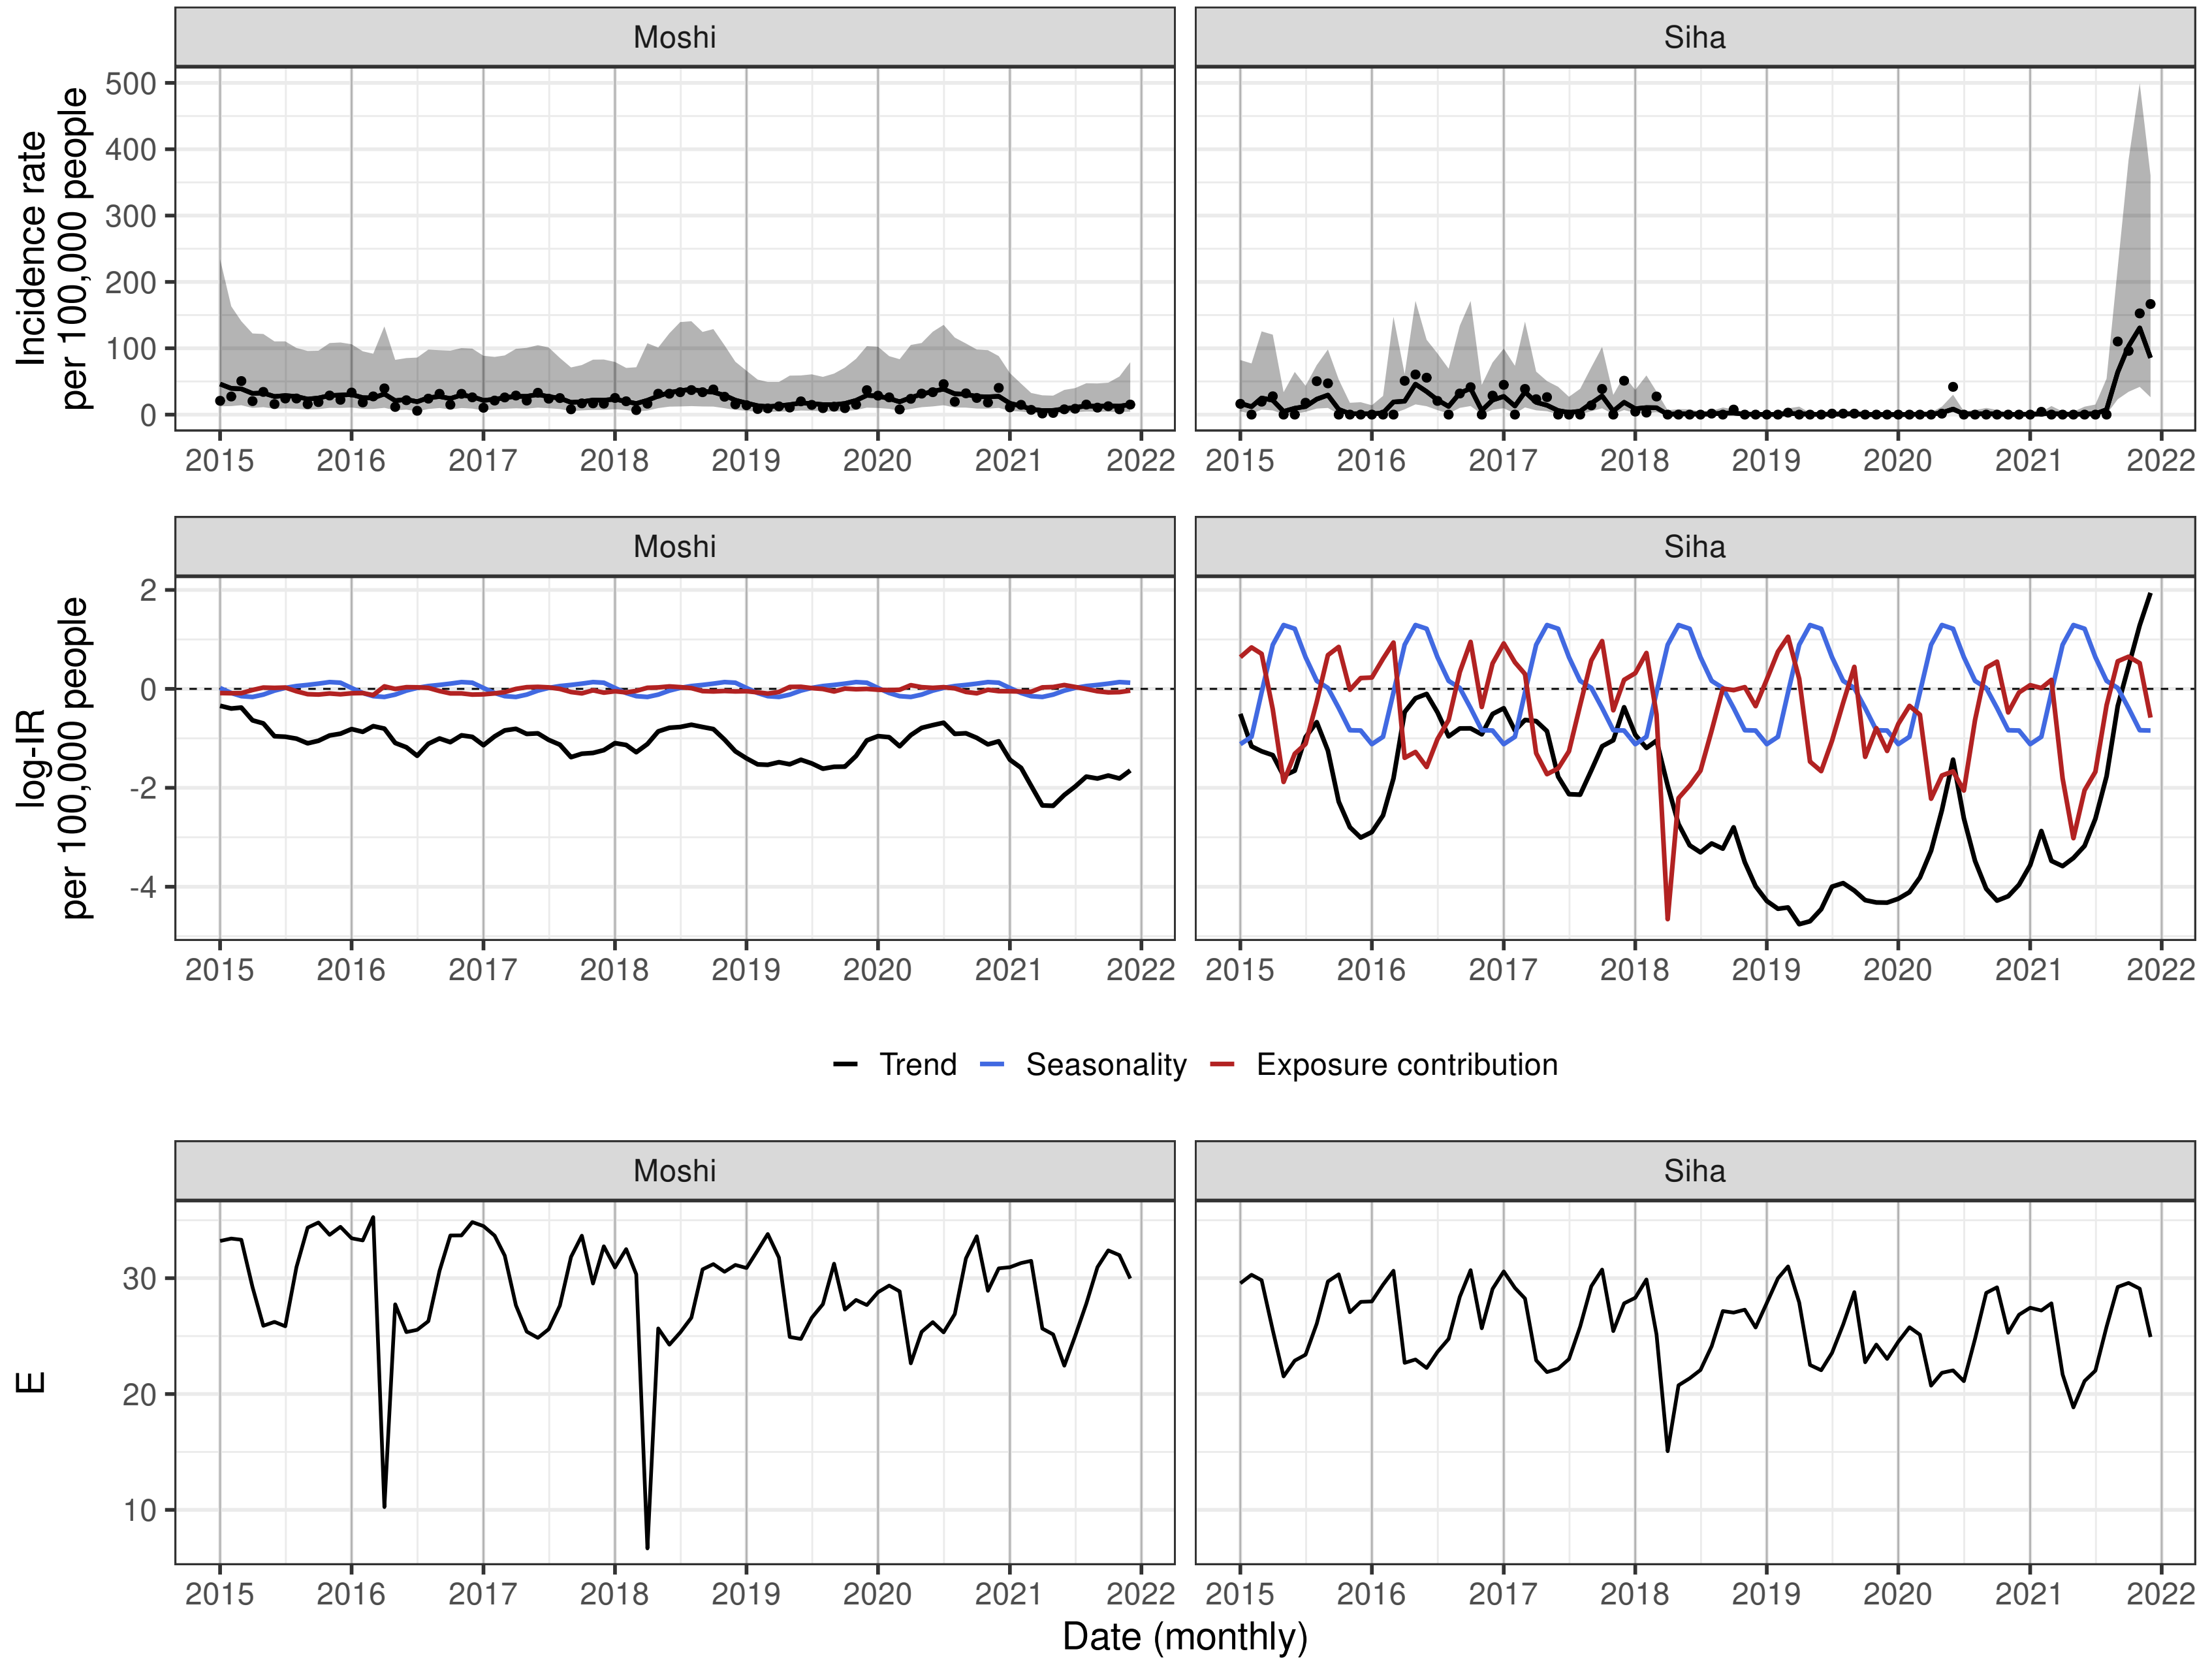 Moshi
Siha
Incidence rate
per 100,000 people
500
400
300
200
100
0
2015 2016 2017 2018 2019 2020 2021 2022
2015 2016 2017 2018 2019 2020 2021 2022
Moshi
Siha
log-IR
per 100,000 people
2
0
-2
-4
2015 2016 2017 2018 2019 2020 2021 2022
2015 2016 2017 2018 2019 2020 2021 2022
Trend Seasonality Exposure contribution
Moshi
Siha
E
30
20
10
2015 2016 2017 2018 2019 2020 2021 2022
2015 2016 2017 2018 2019 2020 2021 2022
Date (monthly)